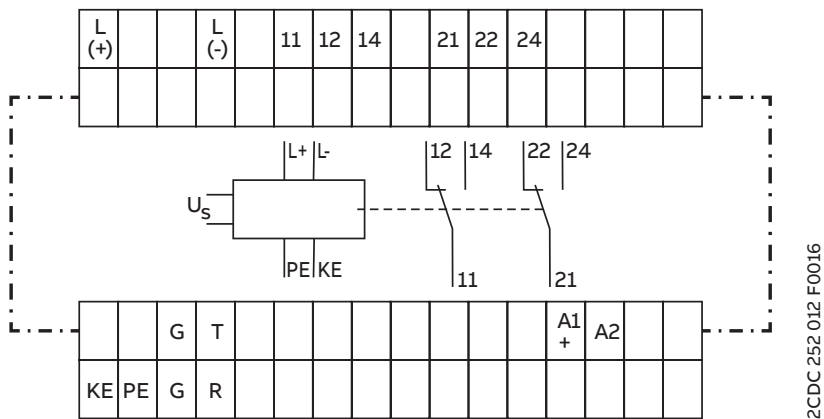 L (+) L (-) 11 12 14 21 22 24
L+ L- 12 14 22 24
US
PE KE 11 21
G T A1 + A2
KE PE G R
2CDC 252 012 F0016